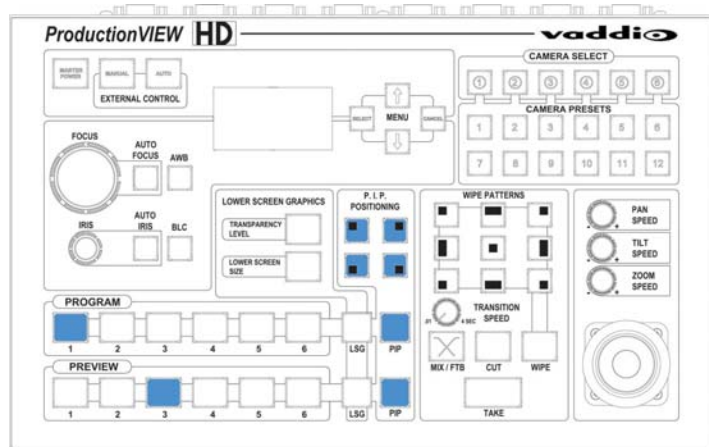 ProductionVIEW HD
vaddio
MASTER POWER
MANUAL
AUTO
EXTERNAL CONTROL
SELECT
MENU
CANCEL
CAMERA SELECT
1 2 3 4 5 6
CAMERA PRESETS
1 2 3 4 5 6
7 8 9 10 11 12
FOCUS
AUTO
FOCUS
AWB
IRIS
AUTO
IRIS
BLC
LOWER SCREEN GRAPHICS
TRANSPARENCY
LEVEL
LOWER SCREEN
SIZE
P. I. P.
POSITIONING
WIPE PATTERNS
- +
PAN
SPEED
- +
TILT
SPEED
- +
ZOOM
SPEED
.01 4 SEC
TRANSITION
SPEED
MIX / FTB CUT WIPE
TAKE
PROGRAM
1 2 3 4 5 6 LSG PIP
PREVIEW
1 2 3 4 5 6 LSG PIP